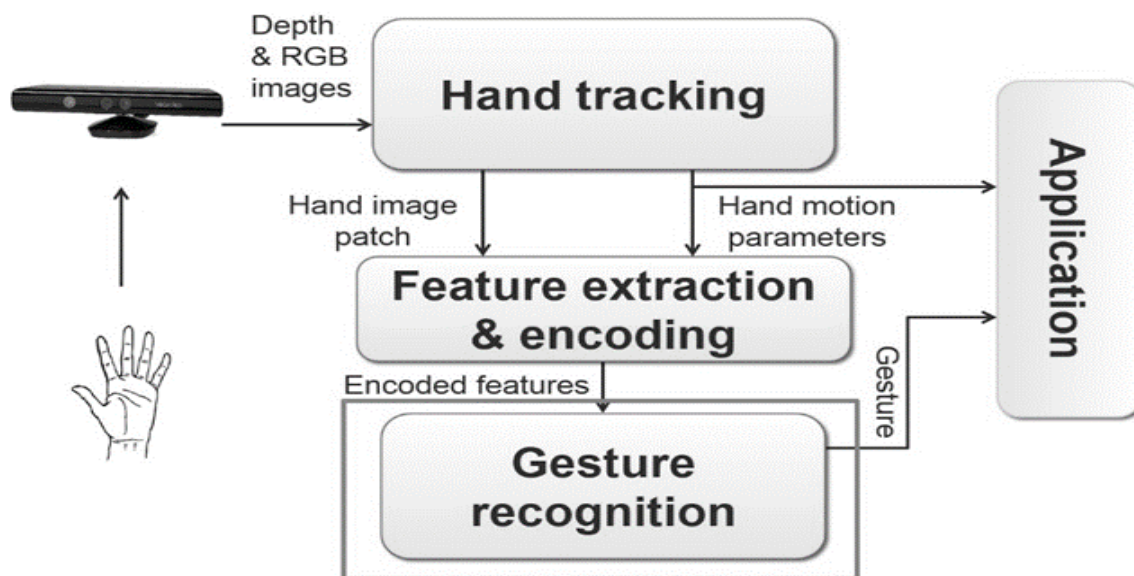 Depth
& RGB
images
Hand tracking
Hand image
patch
Hand motion
parameters
Feature extraction
& encoding
Encoded features
Gesture
recognition
Gesture
Application